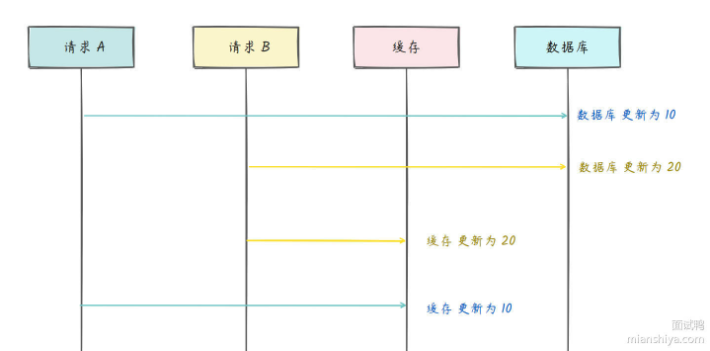 请求 A
请求 B
缓存
数据库
数据库 更新为 10
数据库 更新为 20
缓存 更新为 20
缓存 更新为 10
面试鸭
mianshiya.com